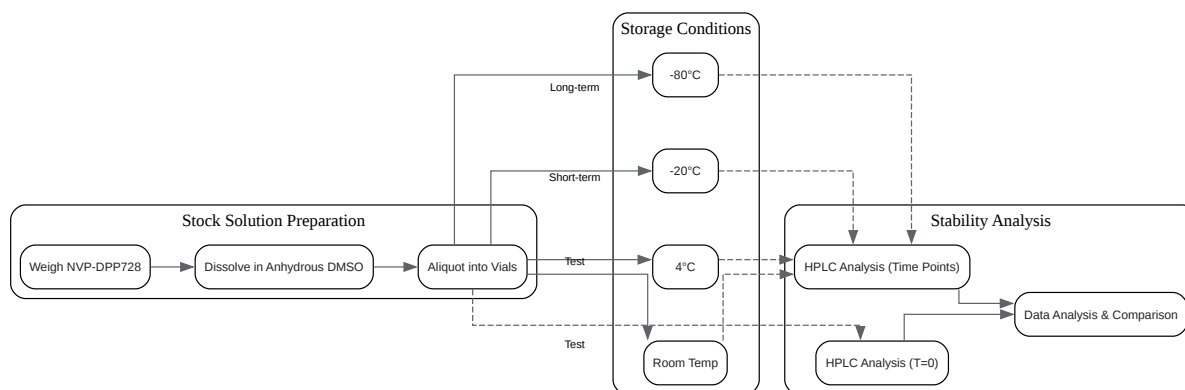 Storage Conditions
-80°C
Long-term
-20°C
Short-term
Stock Solution Preparation
Weigh NVP-DPP728
Dissolve in Anhydrous DMSO
Aliquot into Vials
Test
4°C
Test
Room Temp
Stability Analysis
HPLC Analysis (Time Points)
HPLC Analysis (T=0)
Data Analysis & Comparison